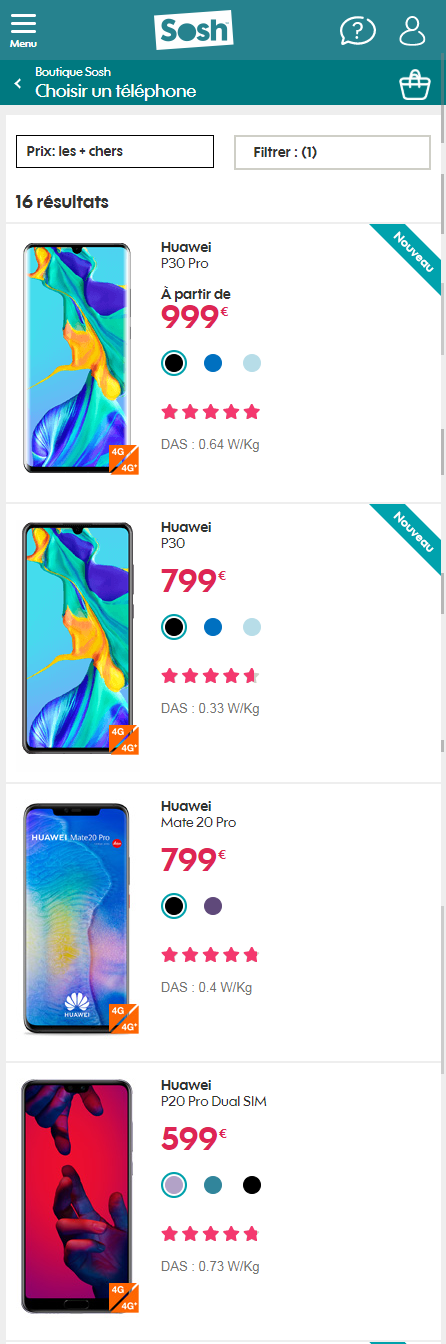 Menu
Sosh
?
Boutique Sosh
Choisir un téléphone
Prix: les + chers
Filtrer : (1)
16 résultats
Nouveau
Huawei
P30 Pro
À partir de
999€
DAS : 0.64 W/Kg
4G
4G+
Nouveau
Huawei
P30
799€
DAS : 0.33 W/Kg
4G
4G+
Huawei
Mate 20 Pro
HUAWEI Mate20 Pro
799€
DAS : 0.4 W/Kg
HUAWEI
4G
4G+
Huawei
P20 Pro Dual SIM
599€
DAS : 0.73 W/Kg
4G
4G+